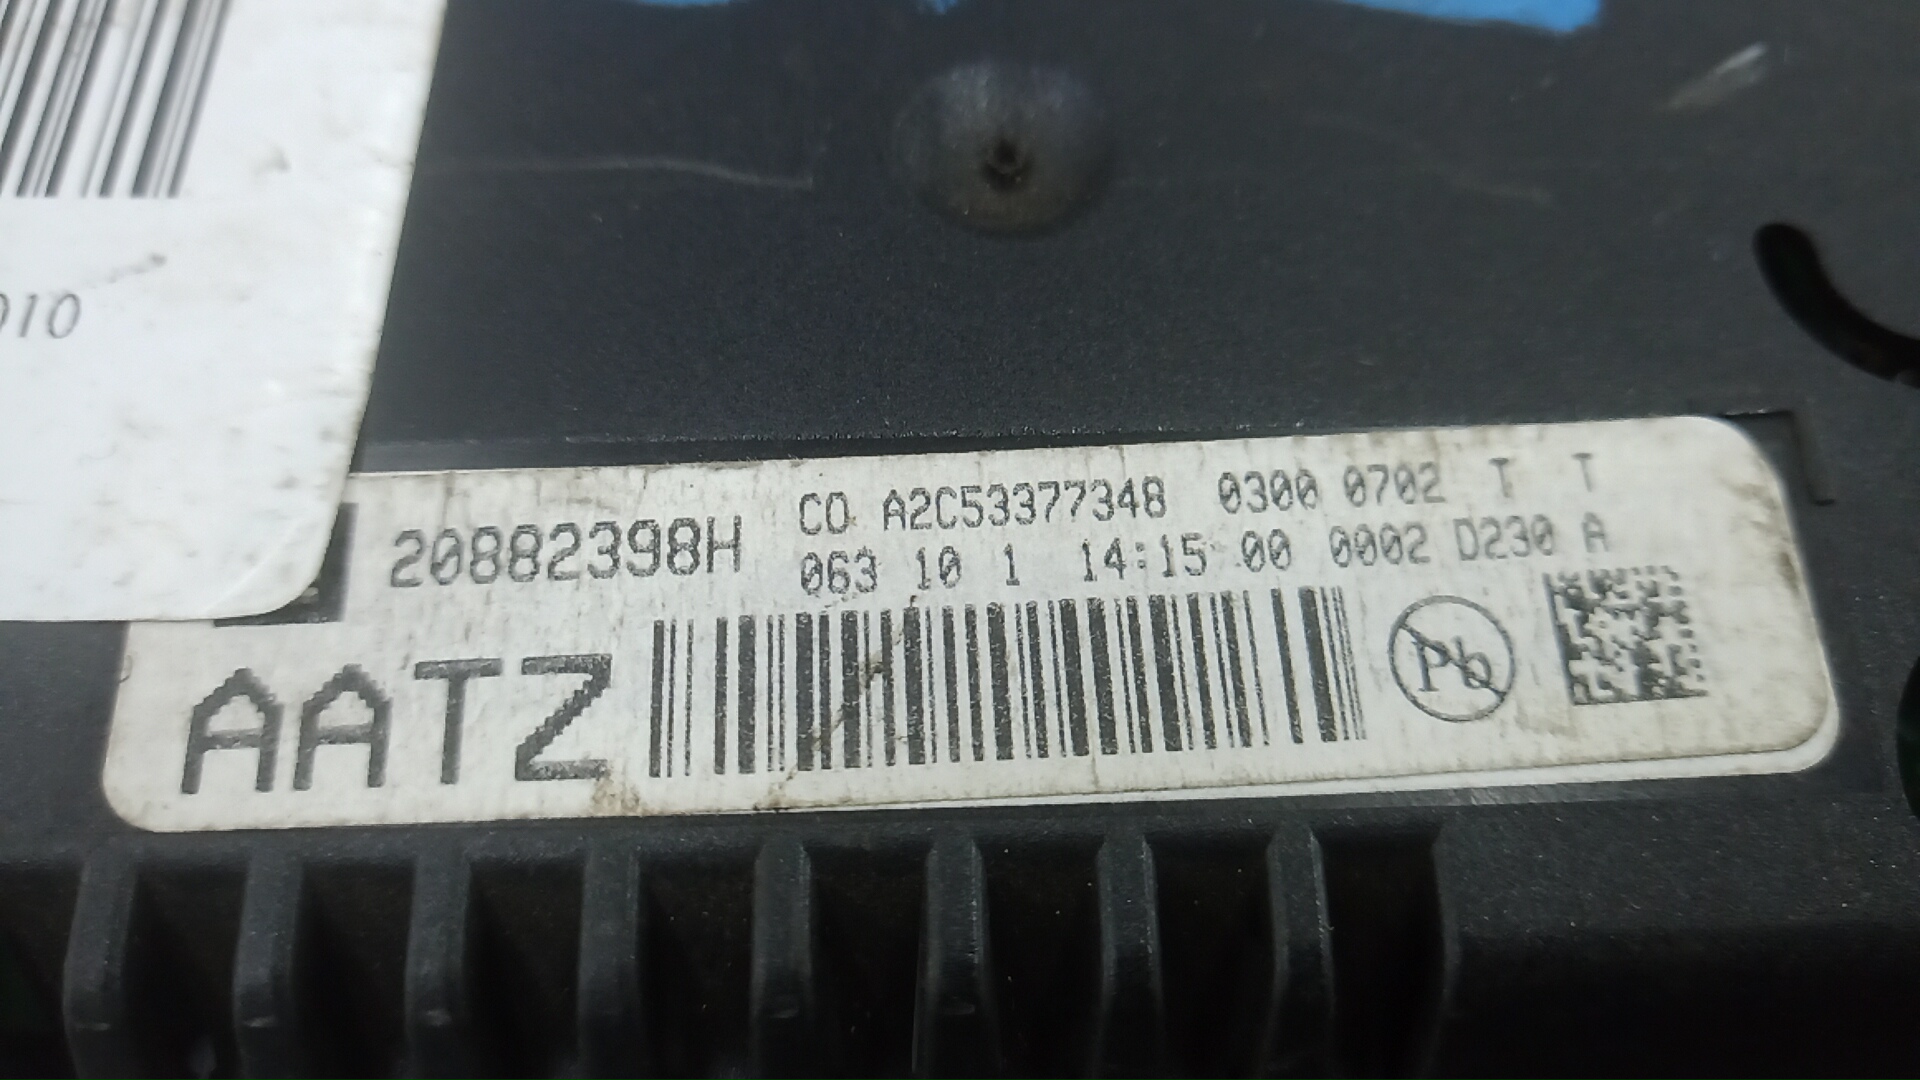 010
20882398H
CO A2C53377348 0300 0702 T T
063 10 1 14:15 00 0002 D230 A
AATZ
Pb